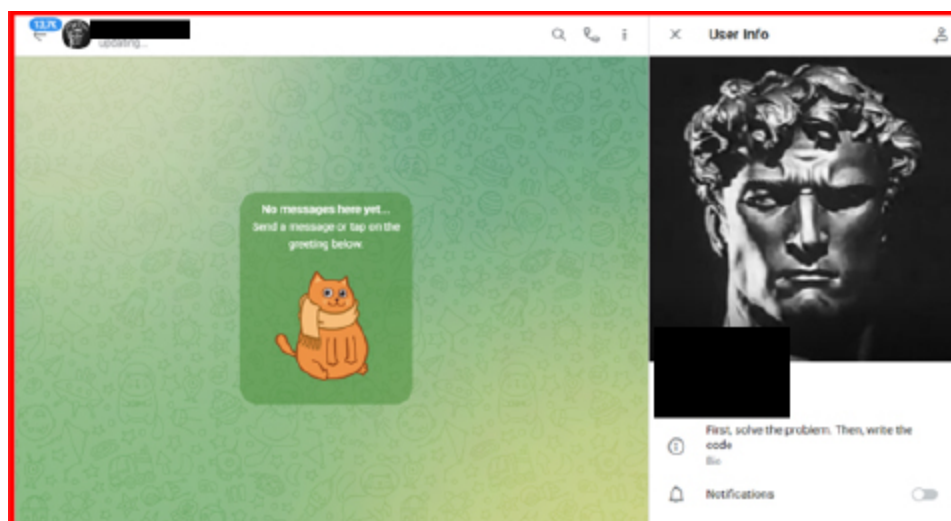 13,7K
updating...
User Info
No messages here yet...
Send a message or tap on the
greeting below.
First, solve the problem. Then, write the
code
Bio
Notifications